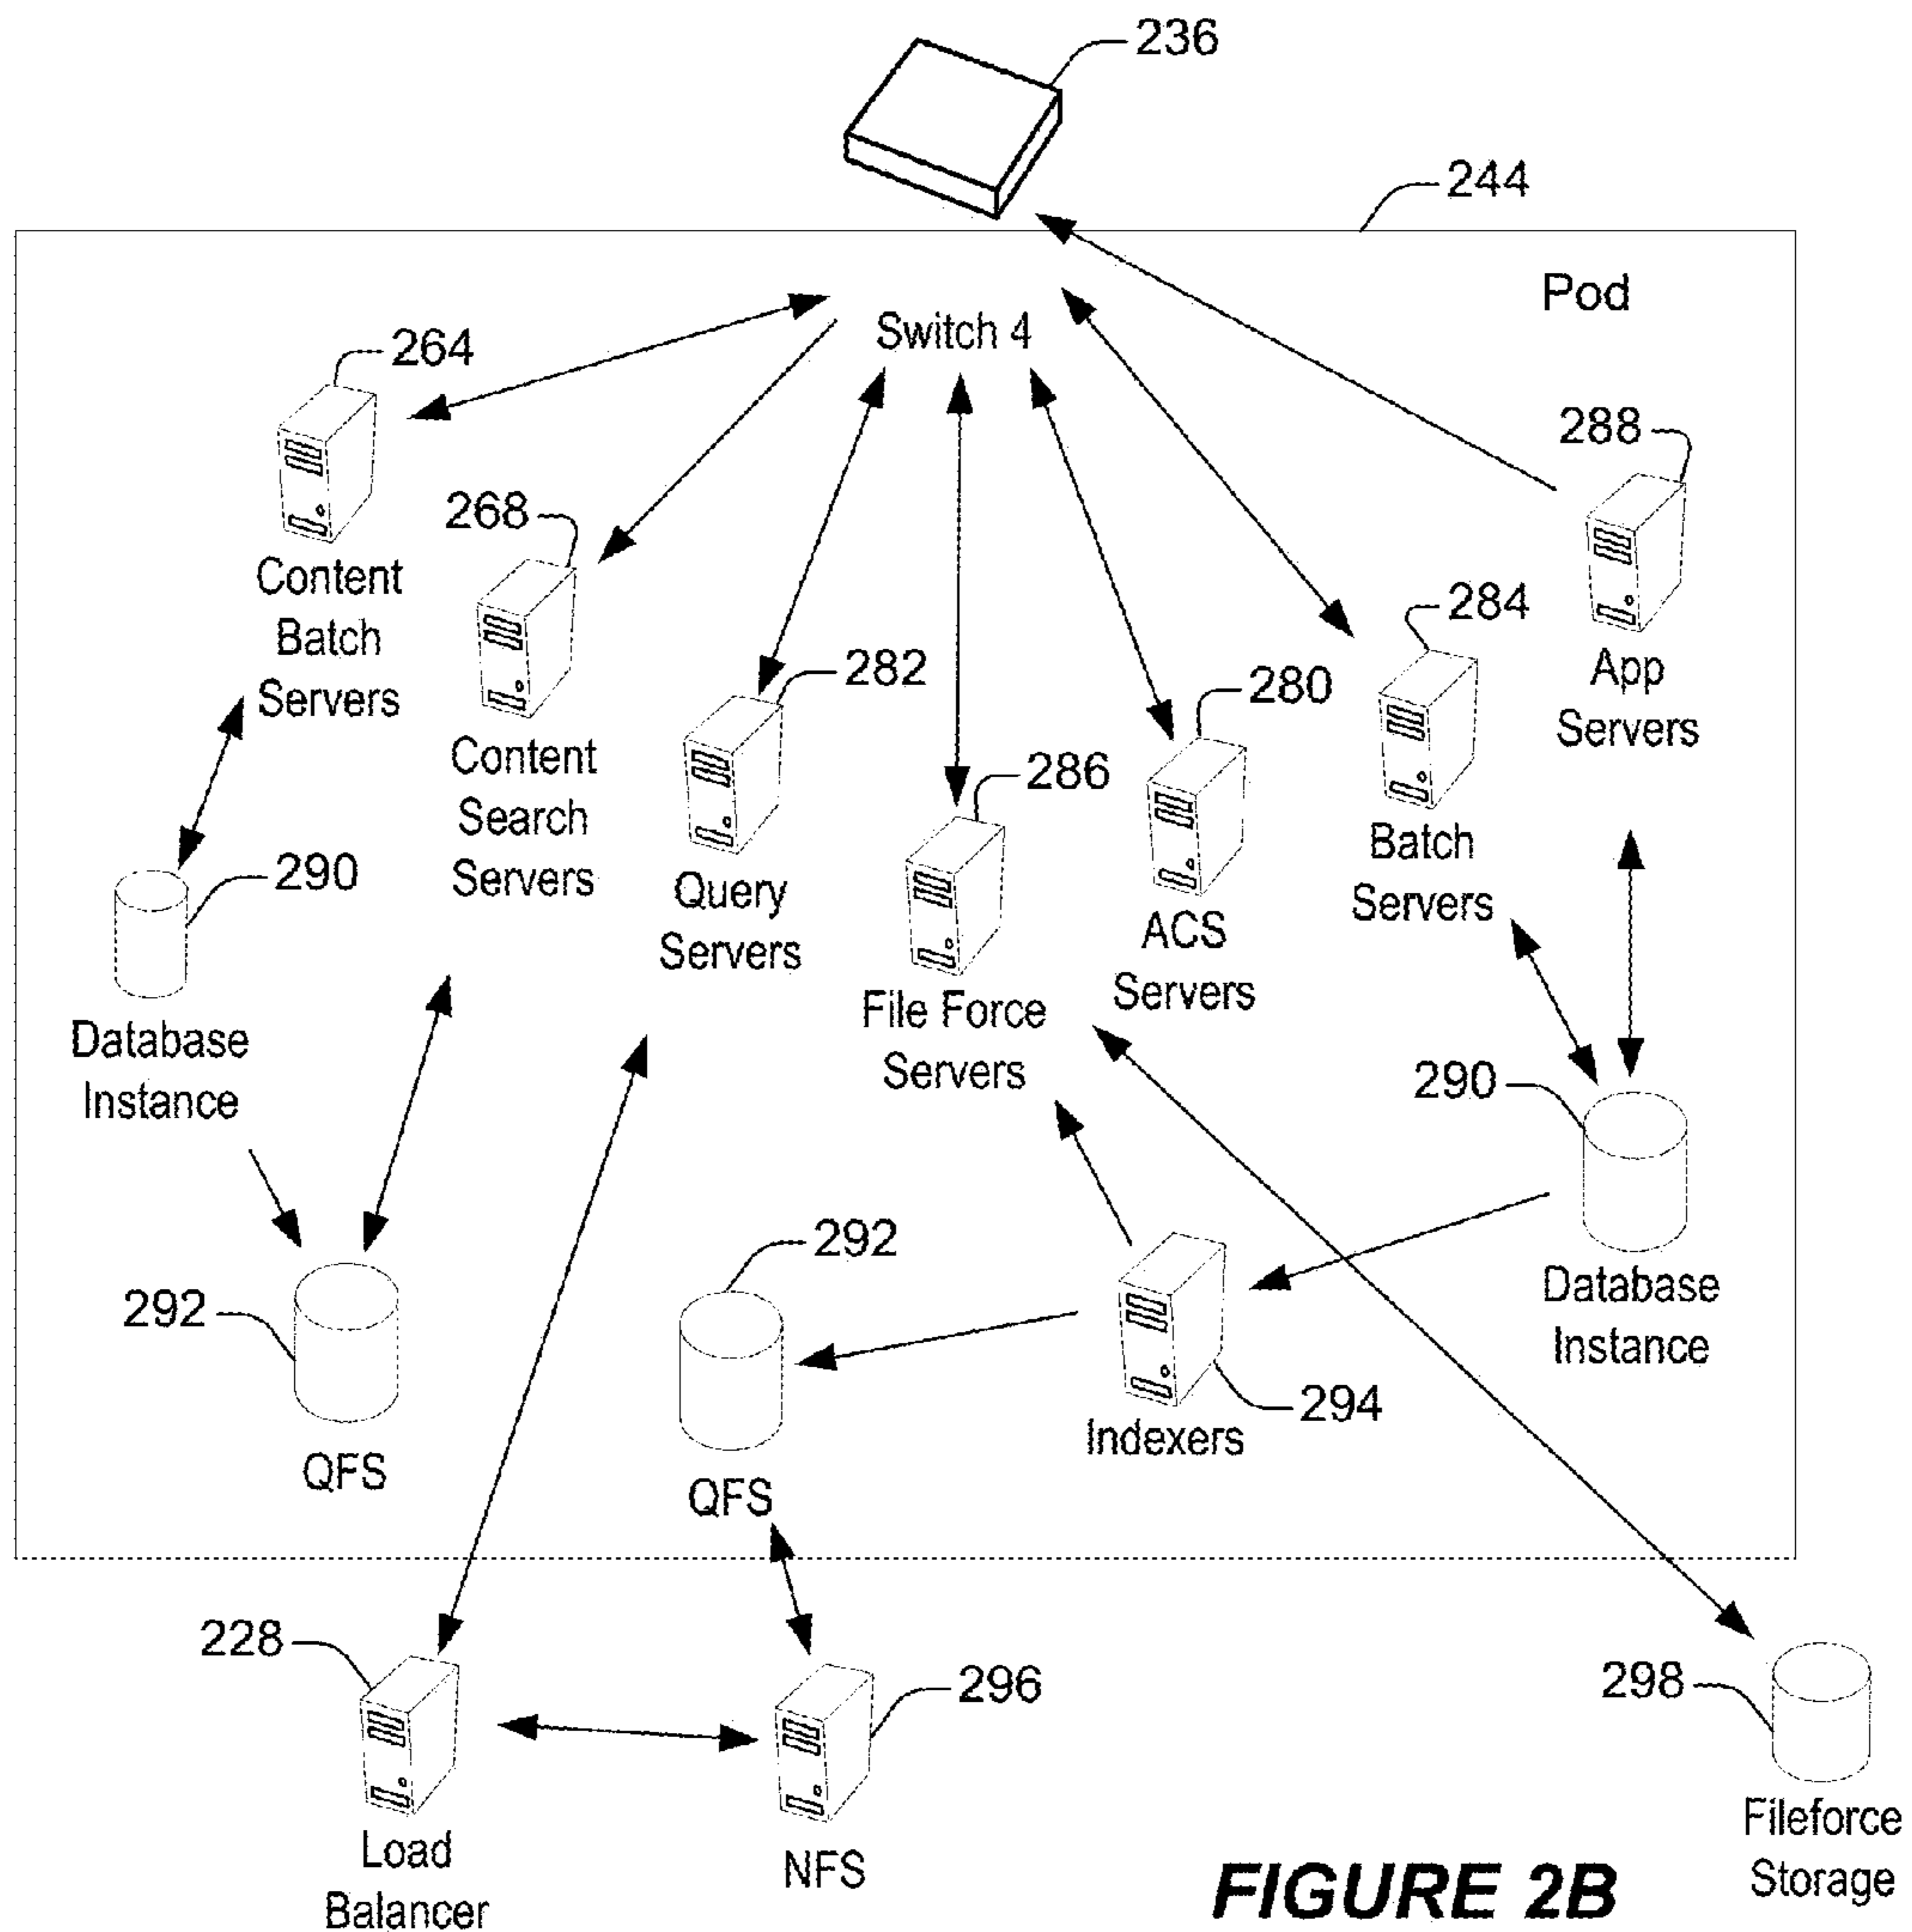 236
244
Pod
Switch 4
264
Content
Batch
Servers
268
Content
Search
Servers
282
Query
Servers
286
File Force
Servers
280
ACS
Servers
284
Batch
Servers
288
App
Servers
290
Database
Instance
290
Database
Instance
292
QFS
292
QFS
294
Indexers
228
Load
Balancer
296
NFS
298
Fileforce
Storage
FIGURE 2B